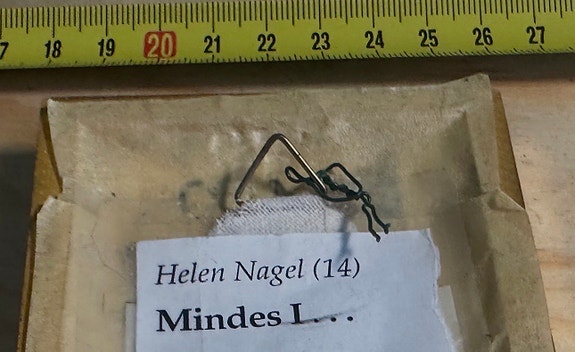 17 18 19 20 21 22 23 24 25 26 27
Helen Nagel (14)
Mindes I . . .